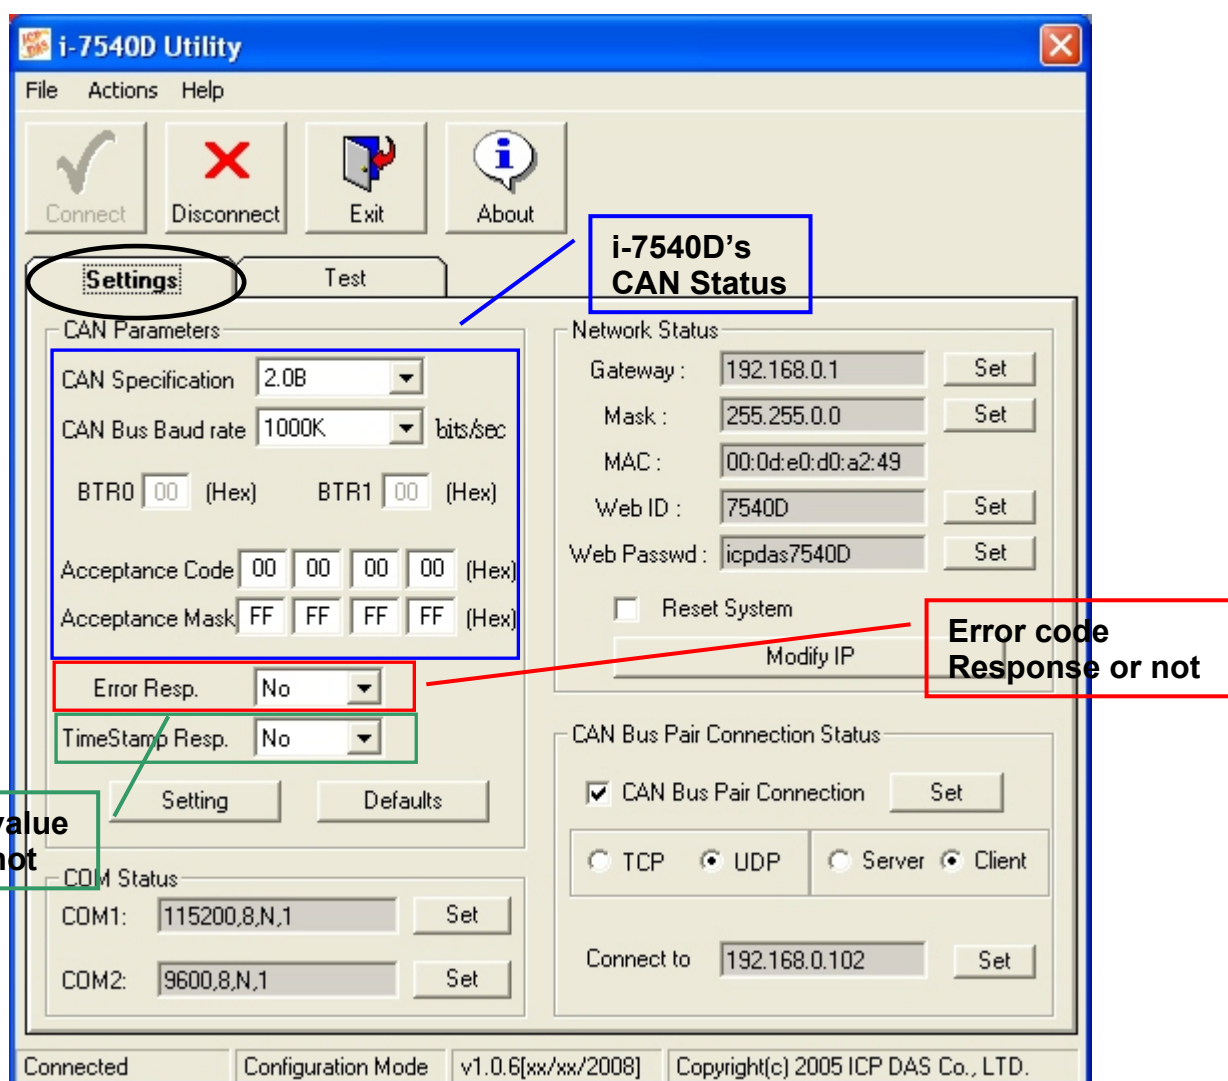 i-7540D Utility
File Actions Help
Connect
Disconnect
Exit
About
i-7540D’s
CAN Status
Settings
Test
CAN Parameters
CAN Specification 2.0B
CAN Bus Baud rate 1000K bits/sec
BTR0 00 (Hex) BTR1 00 (Hex)
Acceptance Code 00 00 00 00 (Hex)
Acceptance Mask FF FF FF FF (Hex)
Error Resp. No
TimeStamp Resp. No
Setting Defaults
value
not
COM Status
COM1: 115200,8,N,1 Set
COM2: 9600,8,N,1 Set
Network Status
Gateway : 192.168.0.1 Set
Mask : 255.255.0.0 Set
MAC : 00:0d:e0:d0:a2:49
Web ID : 7540D Set
Web Passwd : icpdas7540D Set
Reset System
Modify IP
Error code
Response or not
CAN Bus Pair Connection Status
CAN Bus Pair Connection Set
TCP UDP Server Client
Connect to 192.168.0.102 Set
Connected Configuration Mode v1.0.6[xx/xx/2008] Copyright(c) 2005 ICP DAS Co., LTD.